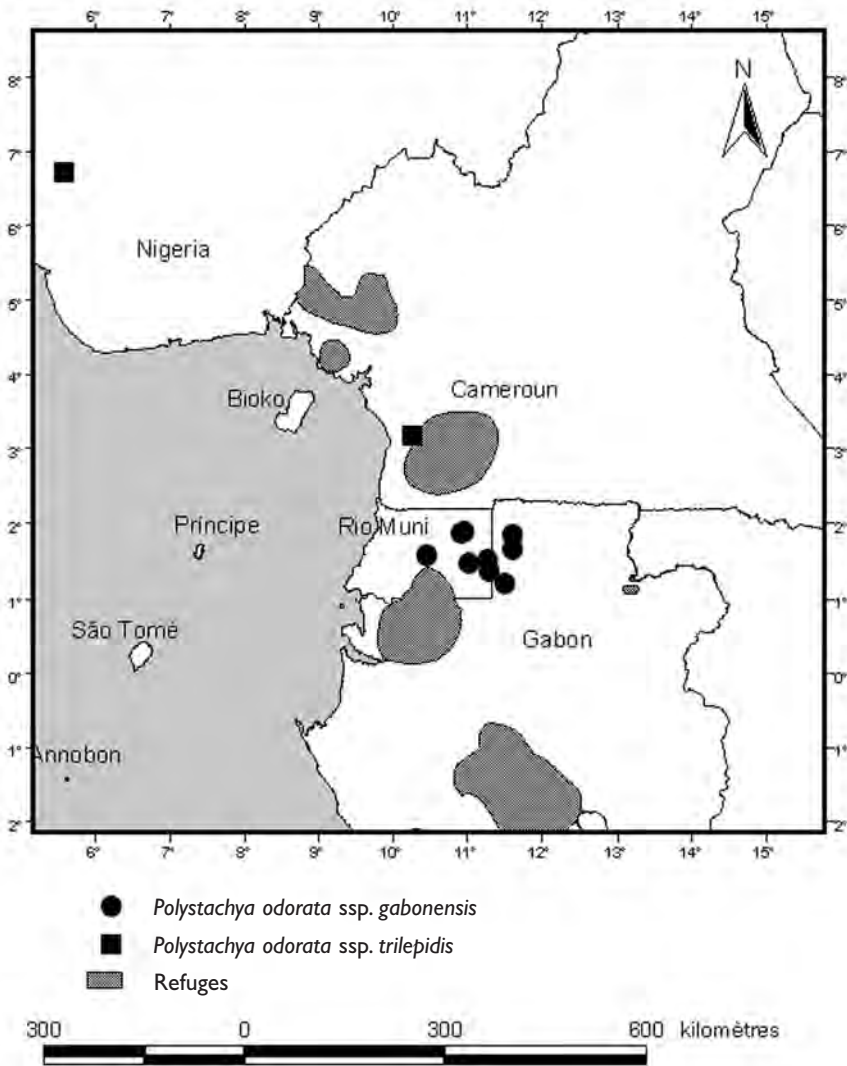 6° 7° 8° 9° 10° 11° 12° 13° 14° 15°
8° 8°
N
7° 7°
6° 6°
Nigeria
5° 5°
4° 4°
Bioko Cameroun
3° 3°
2° 2°
Príncipe Rio Muni
1° 1°
São Tomé Gabon
0° 0°
1° 1°
Annobon
2° 2°
6° 7° 8° 9° 10° 11° 12° 13° 14° 15°
Polystachya odorata ssp. gabonensis
Polystachya odorata ssp. trilepidis
Refuges
300 0 300 600 kilomètres